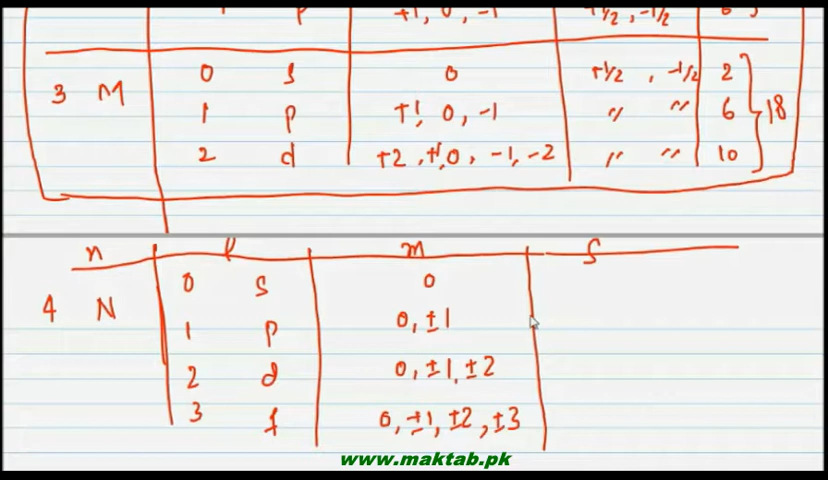 +1, 0, -1 +1/2, -1/2 6
3 M 0 s 0 +1/2 , -1/2 2
1 p +1, 0, -1 〃 〃 6 18
2 d +2, +1, 0, -1, -2 〃 〃 10
n l m s
4 N 0 s 0
1 p 0, ±1
2 d 0, ±1, ±2
3 f 0, ±1, ±2, ±3
www.maktab.pk